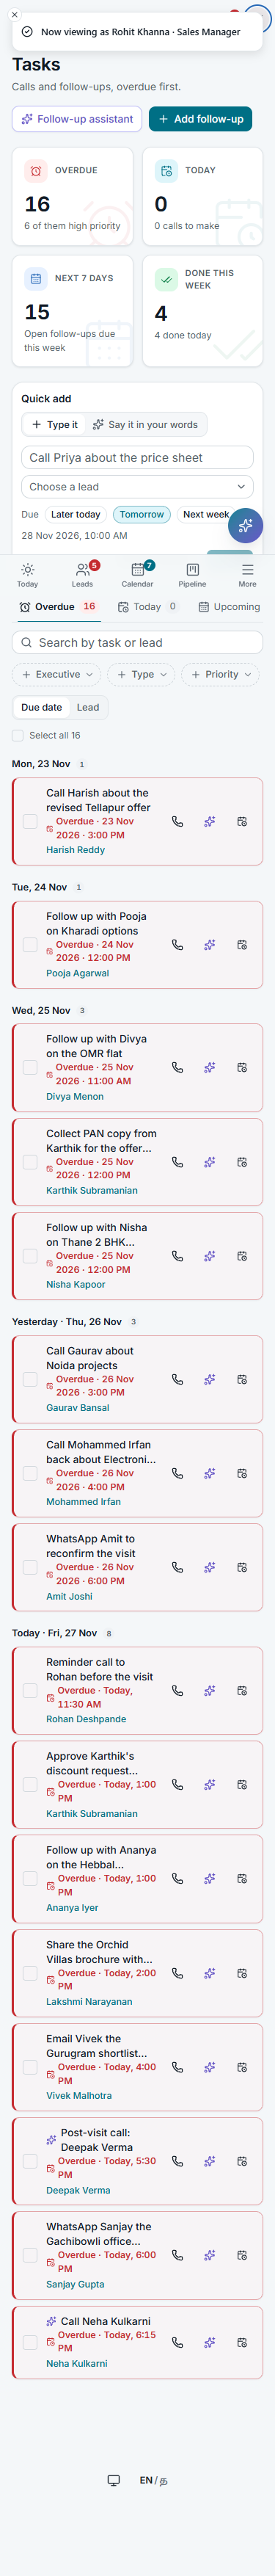 Now viewing as Rohit Khanna · Sales Manager
Tasks
Calls and follow-ups, overdue first.
Follow-up assistant
Add follow-up
OVERDUE
16
6 of them high priority
TODAY
0
0 calls to make
NEXT 7 DAYS
15
Open follow-ups due
this week
DONE THIS
WEEK
4
4 done today
Quick add
Type it
Say it in your words
Call Priya about the price sheet
Choose a lead
Due
Later today
Tomorrow
Next week
28 Nov 2026, 10:00 AM
Today
Leads
5
Calendar
7
Pipeline
More
Overdue 16
Today 0
Upcoming
Search by task or lead
Executive
Type
Priority
Due date
Lead
Select all 16
Mon, 23 Nov 1
Call Harish about the
revised Tellapur offer
Overdue · 23 Nov
2026 · 3:00 PM
Harish Reddy
Tue, 24 Nov 1
Follow up with Pooja
on Kharadi options
Overdue · 24 Nov
2026 · 12:00 PM
Pooja Agarwal
Wed, 25 Nov 3
Follow up with Divya
on the OMR flat
Overdue · 25 Nov
2026 · 11:00 AM
Divya Menon
Collect PAN copy from
Karthik for the offer...
Overdue · 25 Nov
2026 · 12:00 PM
Karthik Subramanian
Follow up with Nisha
on Thane 2 BHK...
Overdue · 25 Nov
2026 · 12:00 PM
Nisha Kapoor
Yesterday · Thu, 26 Nov 3
Call Gaurav about
Noida projects
Overdue · 26 Nov
2026 · 3:00 PM
Gaurav Bansal
Call Mohammed Irfan
back about Electroni...
Overdue · 26 Nov
2026 · 4:00 PM
Mohammed Irfan
WhatsApp Amit to
reconfirm the visit
Overdue · 26 Nov
2026 · 6:00 PM
Amit Joshi
Today · Fri, 27 Nov 8
Reminder call to
Rohan before the visit
Overdue · Today,
11:30 AM
Rohan Deshpande
Approve Karthik's
discount request...
Overdue · Today, 1:00
PM
Karthik Subramanian
Follow up with Ananya
on the Hebbal...
Overdue · Today, 1:00
PM
Ananya Iyer
Share the Orchid
Villas brochure with...
Overdue · Today, 2:00
PM
Lakshmi Narayanan
Email Vivek the
Gurugram shortlist...
Overdue · Today, 4:00
PM
Vivek Malhotra
Post-visit call:
Deepak Verma
Overdue · Today, 5:30
PM
Deepak Verma
WhatsApp Sanjay the
Gachibowli office...
Overdue · Today, 6:00
PM
Sanjay Gupta
Call Neha Kulkarni
Overdue · Today, 6:15
PM
Neha Kulkarni
EN / த